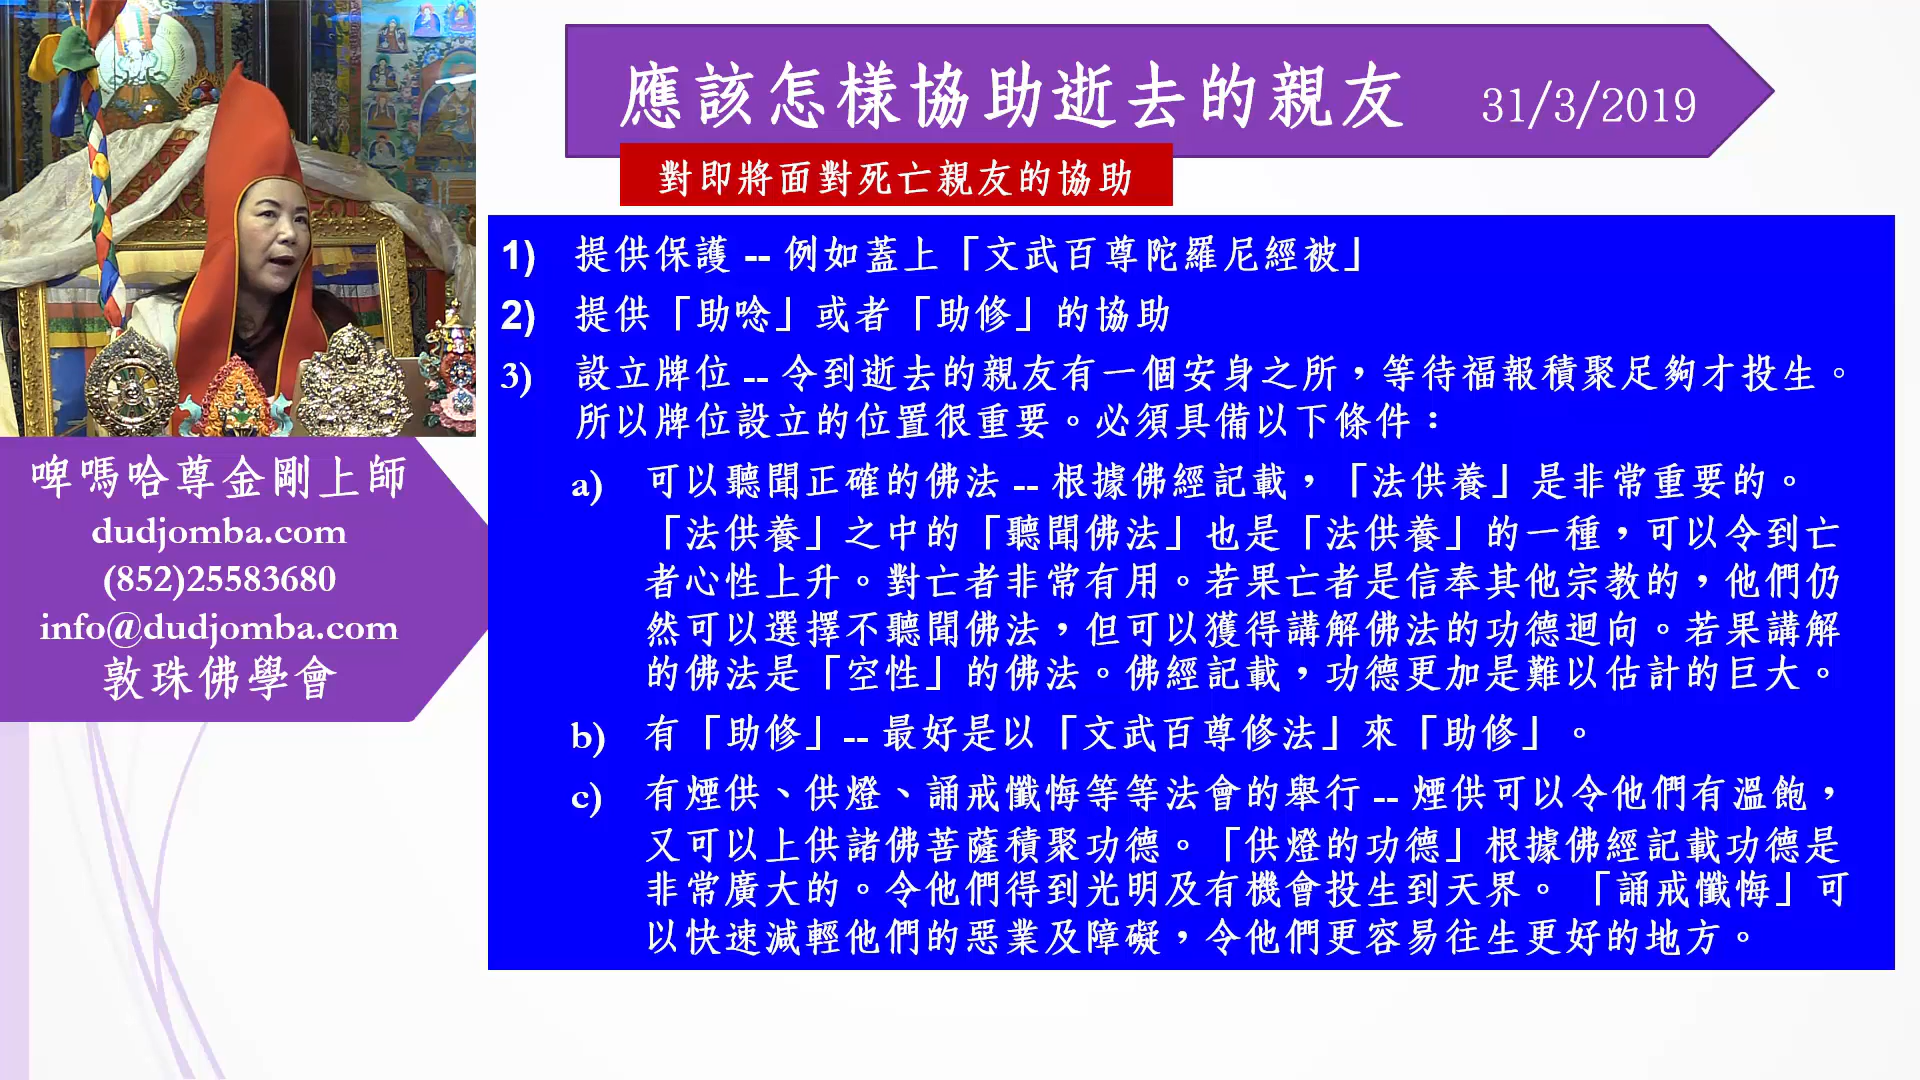 應該怎樣協助逝去的親友 31/3/2019
對即將面對死亡親友的協助
1) 提供保護 -- 例如蓋上「文武百尊陀羅尼經被」
2) 提供「助唸」或者「助修」的協助
3) 設立牌位 -- 令到逝去的親友有一個安身之所，等待福報積聚足夠才投生。
所以牌位設立的位置很重要。必須具備以下條件：
a) 可以聽聞正確的佛法 -- 根據佛經記載，「法供養」是非常重要的。
「法供養」之中的「聽聞佛法」也是「法供養」的一種，可以令到亡
者心性上升。對亡者非常有用。若果亡者是信奉其他宗教的，他們仍
然可以選擇不聽聞佛法，但可以獲得講解佛法的功德迴向。若果講解
的佛法是「空性」的佛法。佛經記載，功德更加是難以估計的巨大。
b) 有「助修」-- 最好是以「文武百尊修法」來「助修」。
c) 有煙供、供燈、誦戒懺悔等等法會的舉行 -- 煙供可以令他們有溫飽，
又可以上供諸佛菩薩積聚功德。「供燈的功德」根據佛經記載功德是
非常廣大的。令他們得到光明及有機會投生到天界。 「誦戒懺悔」可
以快速減輕他們的惡業及障礙，令他們更容易往生更好的地方。
啤嗎哈尊金剛上師
dudjomba.com
(852)25583680
info@dudjomba.com
敦珠佛學會